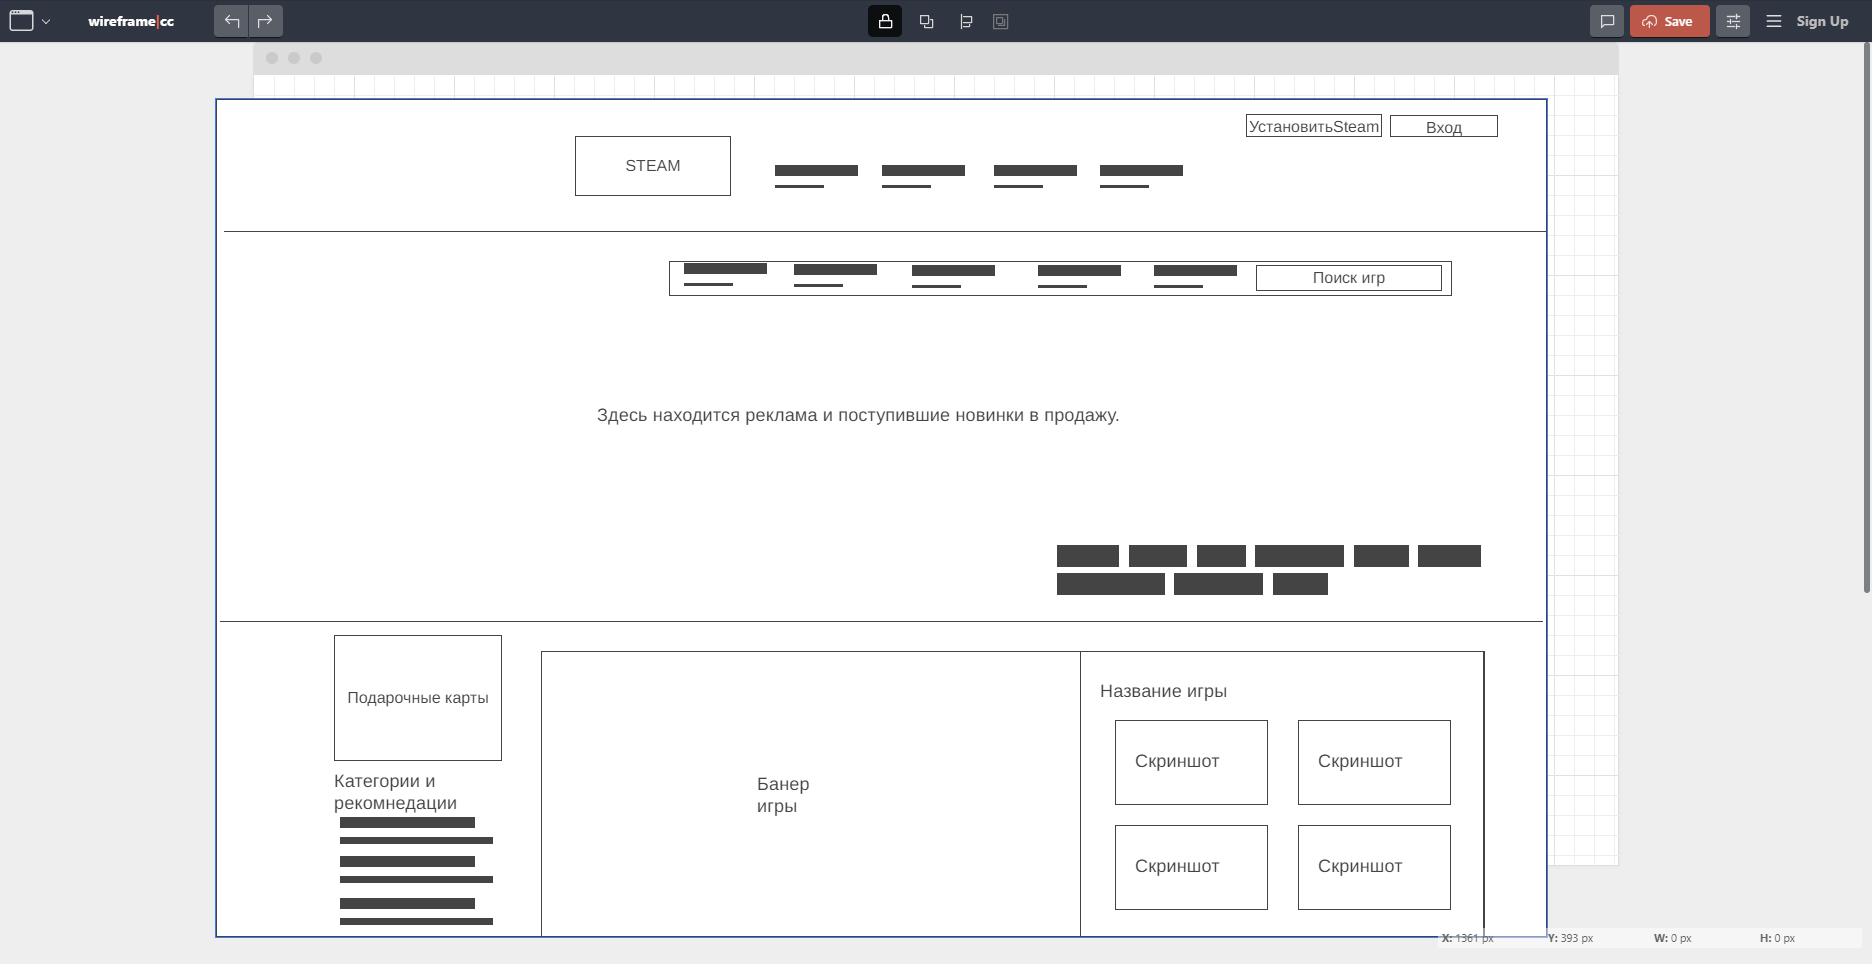 wireframe|cc
Save
Sign Up
УстановитьSteam
Вход
STEAM
Поиск игр
Здесь находится реклама и поступившие новинки в продажу.
Подарочные карты
Название игры
Скриншот
Скриншот
Категории и
рекомнедации
Банер
игры
Скриншот
Скриншот
X: 1361 px
Y: 393 px
W: 0 px
H: 0 px